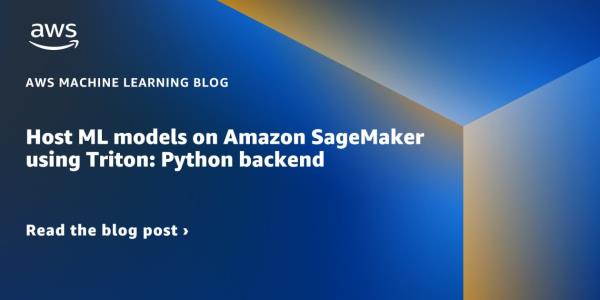 aws
AWS MACHINE LEARNING BLOG
Host ML models on Amazon SageMaker
using Triton: Python backend
Read the blog post ›